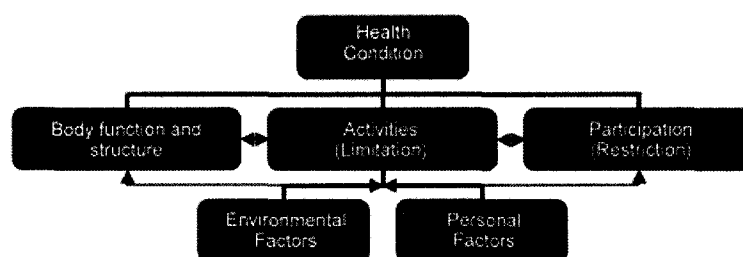 Health
Condition
Body function and
structure
Activities
(Limitation)
Participation
(Restriction)
Environmental
Factors
Personal
Factors